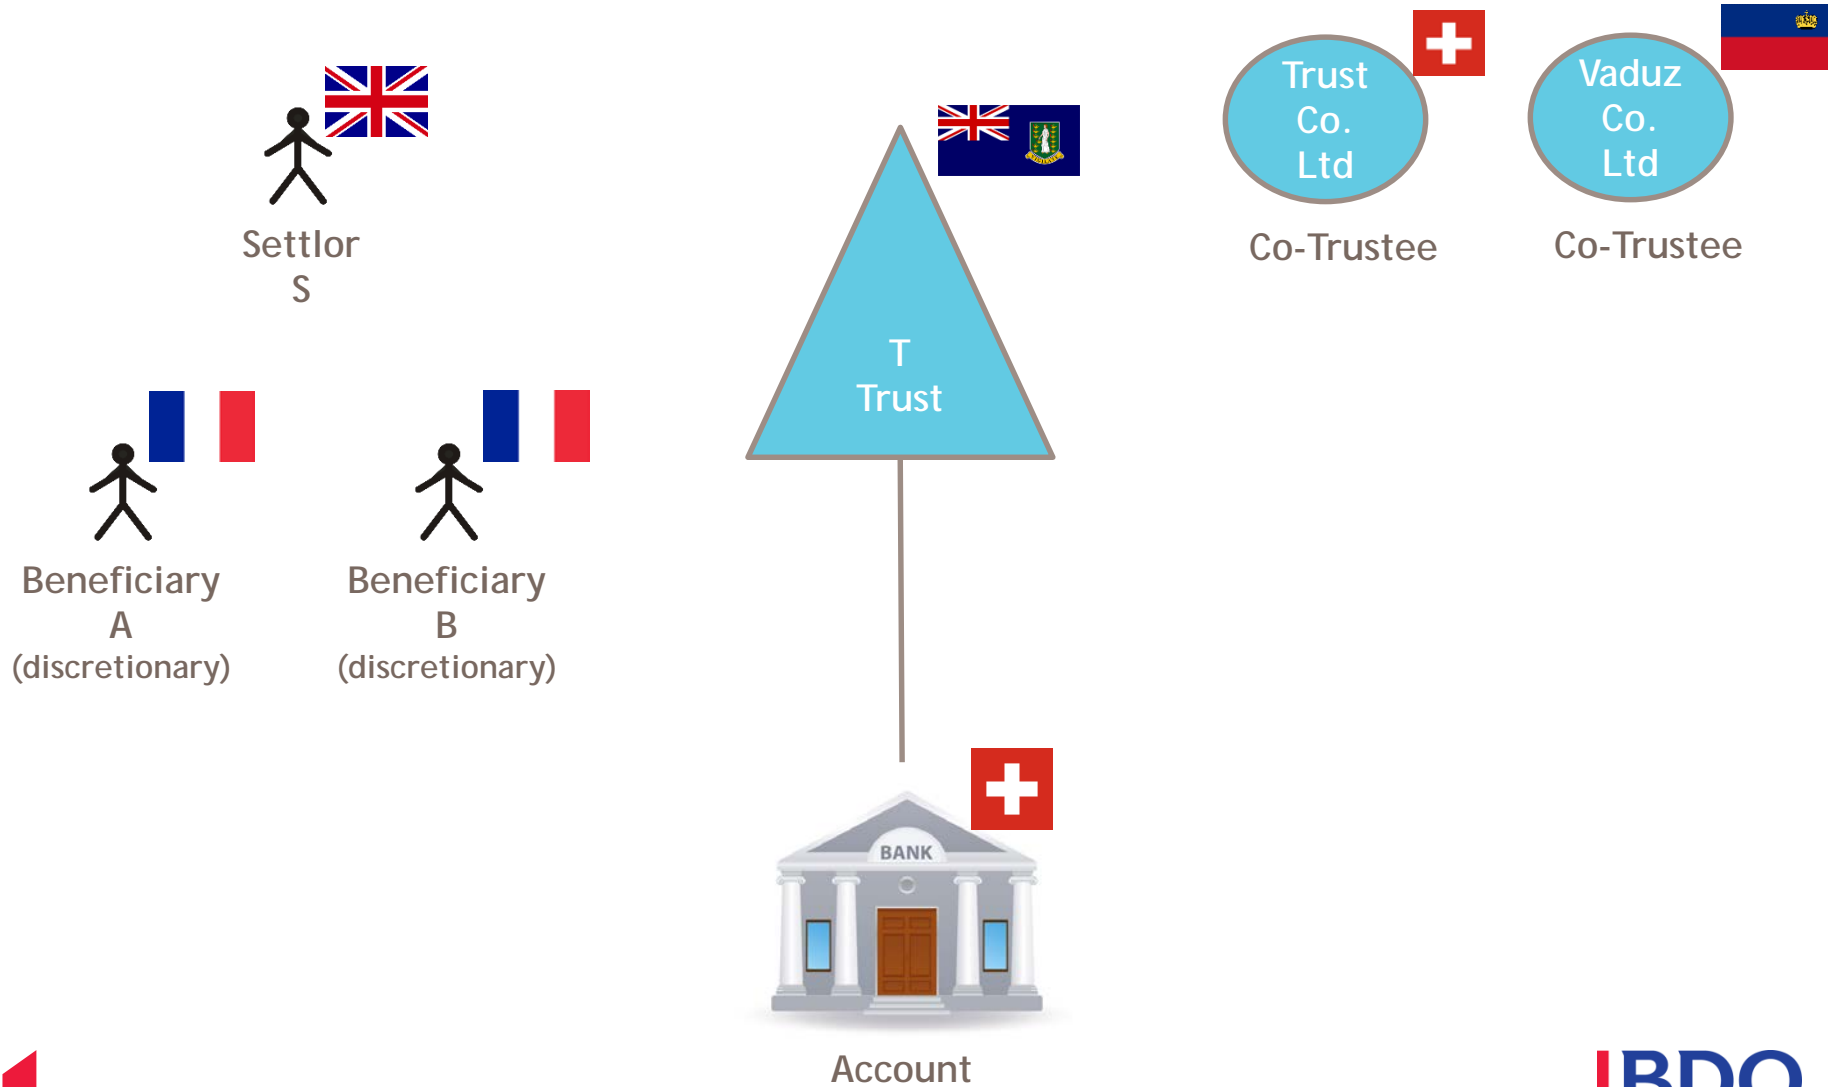 Settlor
S
Beneficiary
A
(discretionary)
Beneficiary
B
(discretionary)
T
Trust
Trust
Co.
Ltd
Co-Trustee
Vaduz
Co.
Ltd
Co-Trustee
BANK
Account
BDO